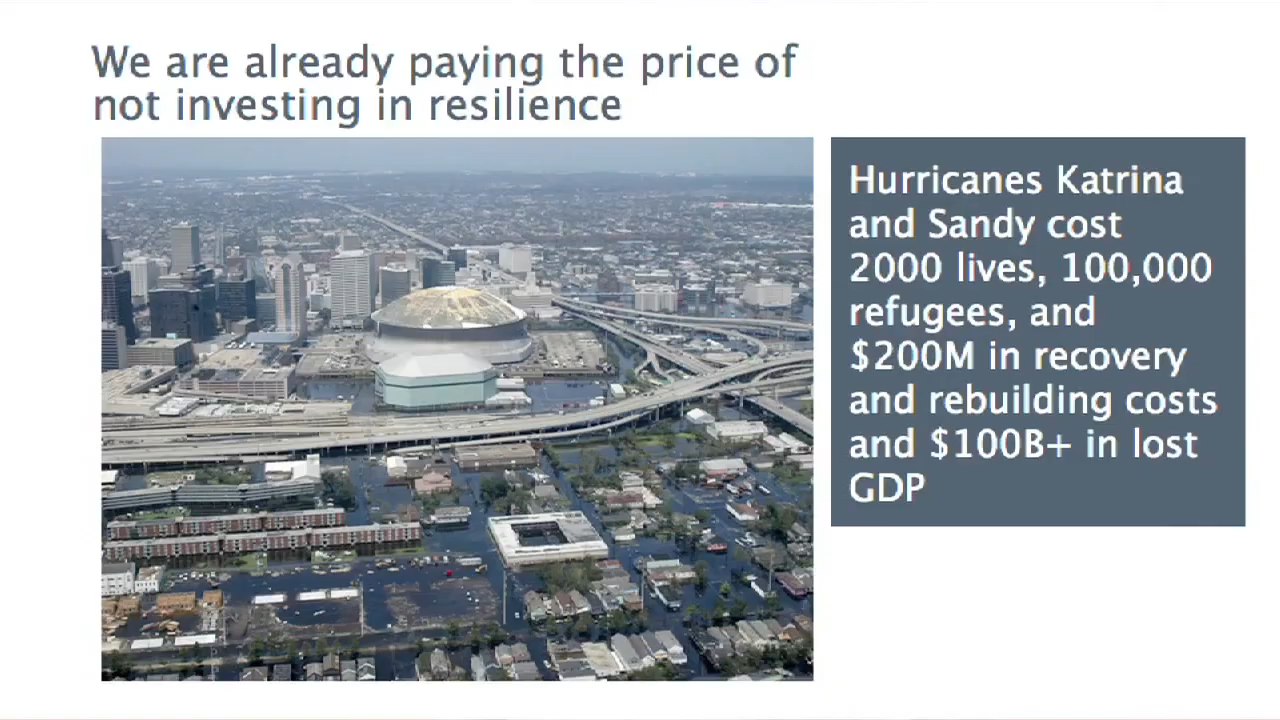 We are already paying the price of
not investing in resilience
Hurricanes Katrina
and Sandy cost
2000 lives, 100,000
refugees, and
$200M in recovery
and rebuilding costs
and $100B+ in lost
GDP